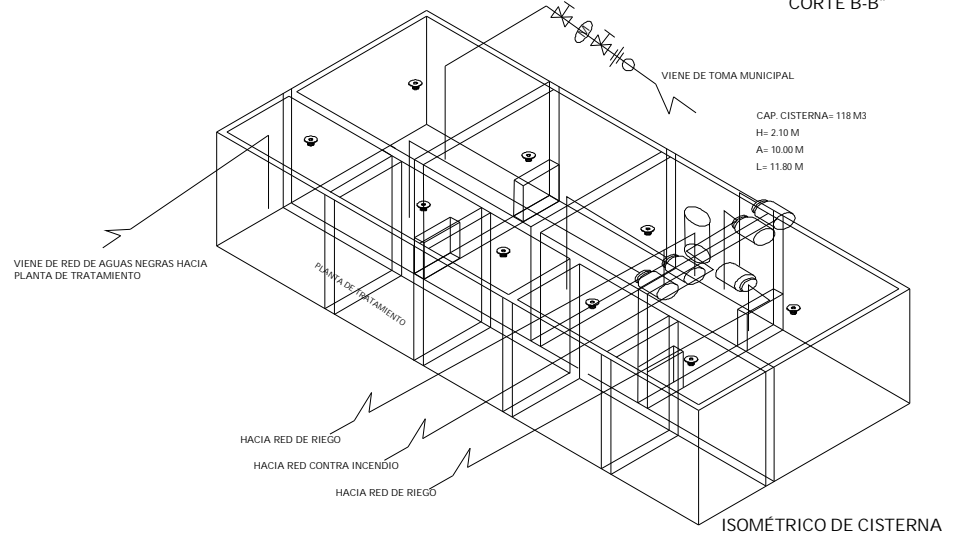 CORTE B-B"
VIENE DE TOMA MUNICIPAL
CAP. CISTERNA= 118 M3
H= 2.10 M
A= 10.00 M
L= 11.80 M
M
VIENE DE RED DE AGUAS NEGRAS HACIA
PLANTA DE TRATAMIENTO
PLANTA DE TRATAMIENTO
HACIA RED DE RIEGO
HACIA RED CONTRA INCENDIO
HACIA RED DE RIEGO
ISOMÉTRICO DE CISTERNA